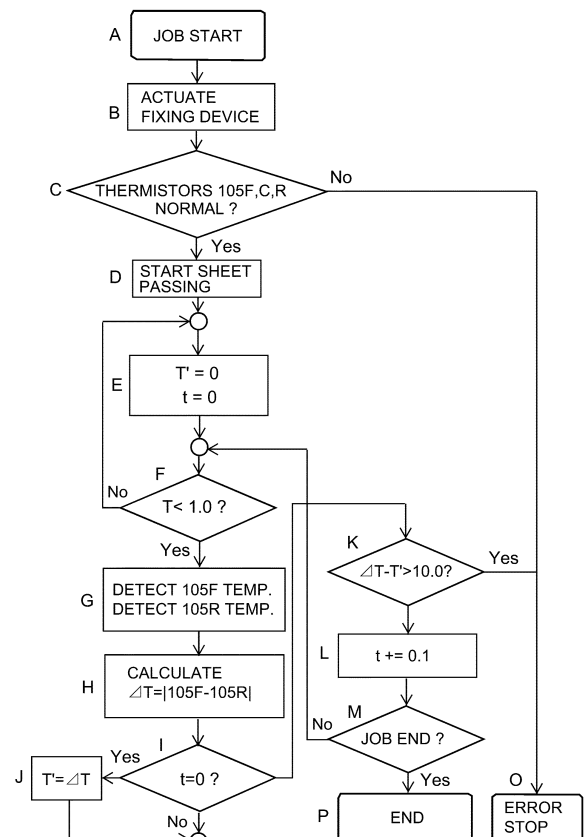 A
JOB START
B
ACTUATE
FIXING DEVICE
C
THERMISTORS 105F,C,R
NORMAL ?
No
Yes
D
START SHEET
PASSING
E
T' = 0
t = 0
F
T< 1.0 ?
No
Yes
G
DETECT 105F TEMP.
DETECT 105R TEMP.
H
CALCULATE
⊿T=|105F-105R|
I
t=0 ?
Yes
No
J
T'=⊿T
K
⊿T-T'>10.0?
Yes
L
t += 0.1
M
JOB END ?
No
Yes
P
END
O
ERROR
STOP